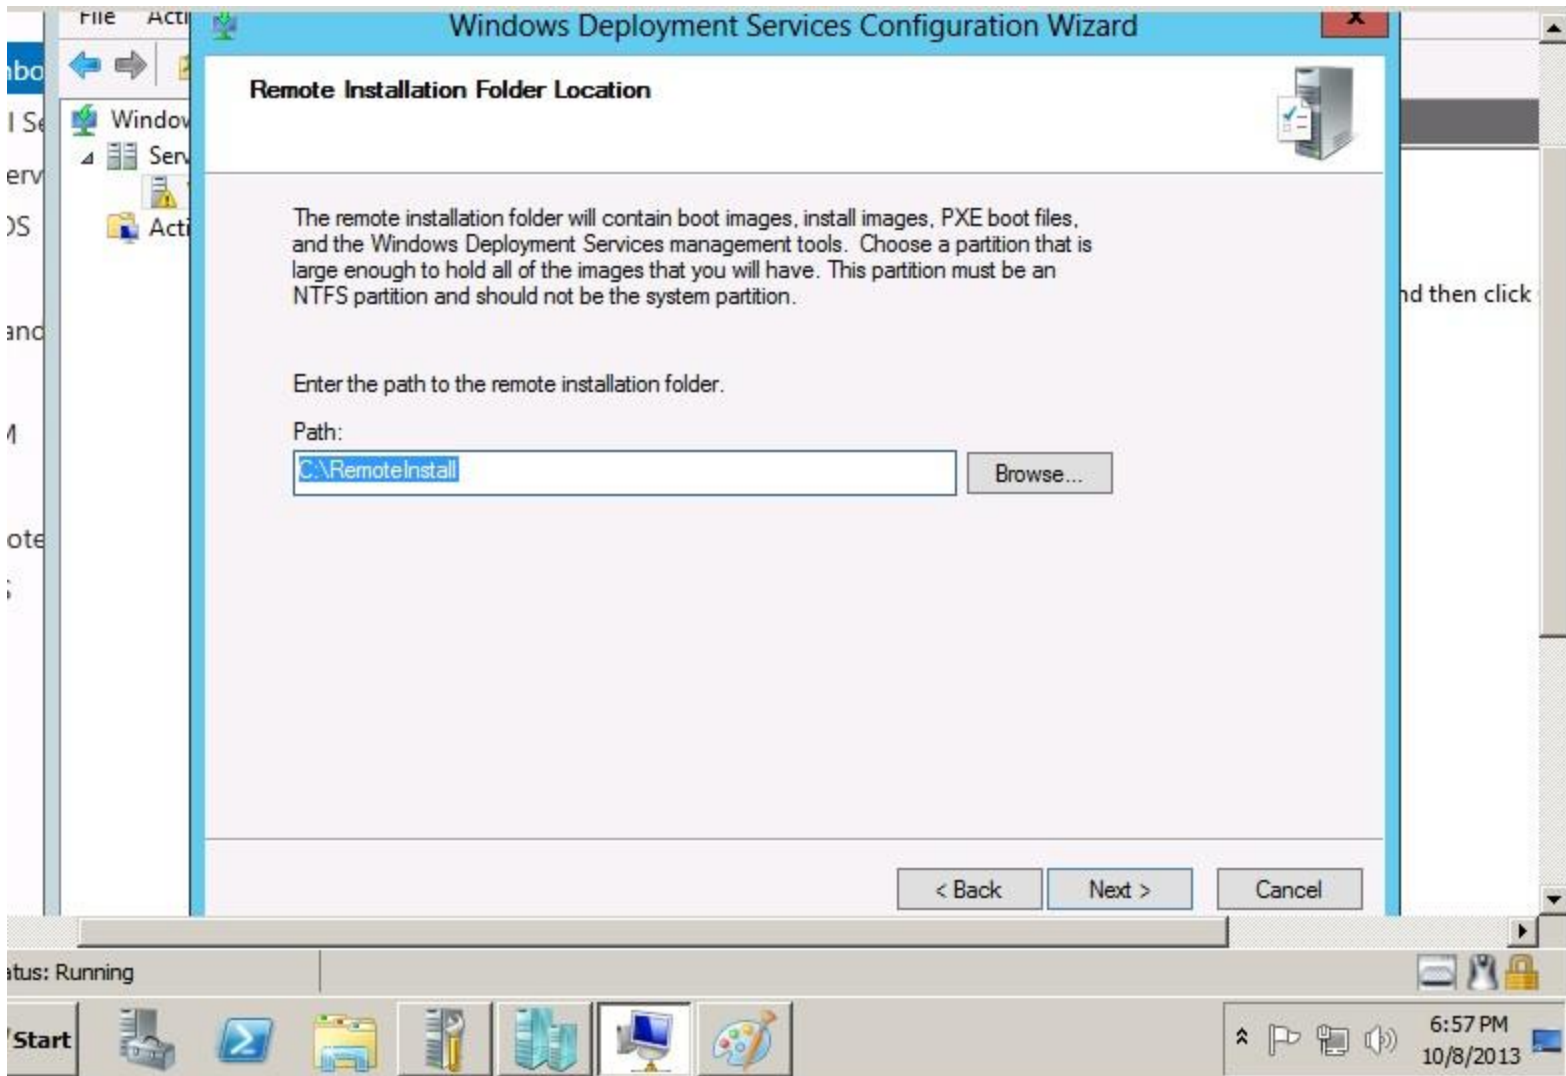 File Acti
Windows Deployment Services Configuration Wizard
x
Remote Installation Folder Location
Window
Serv
Acti
The remote installation folder will contain boot images, install images, PXE boot files,
and the Windows Deployment Services management tools. Choose a partition that is
large enough to hold all of the images that you will have. This partition must be an
NTFS partition and should not be the system partition.
nd then click
Enter the path to the remote installation folder.
Path:
C:\RemoteInstall
Browse...
< Back
Next >
Cancel
atus: Running
Start
6:57 PM
10/8/2013